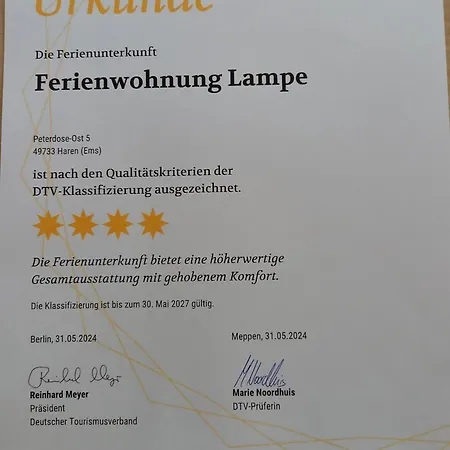 Urkunde
Die Ferienunterkunft
Ferienwohnung Lampe
Peterdose-Ost 5
49733 Haren (Ems)
ist nach den Qualitätskriterien der
DTV-Klassifizierung ausgezeichnet.
Die Ferienunterkunft bietet eine höherwertige
Gesamtausstattung mit gehobenem Komfort.
Die Klassifizierung ist bis zum 30. Mai 2027 gültig.
Berlin, 31.05.2024
Meppen, 31.05.2024
Reinhard Meyer
Präsident
Deutscher Tourismusverband
Marie Noordhuis
DTV-Prüferin